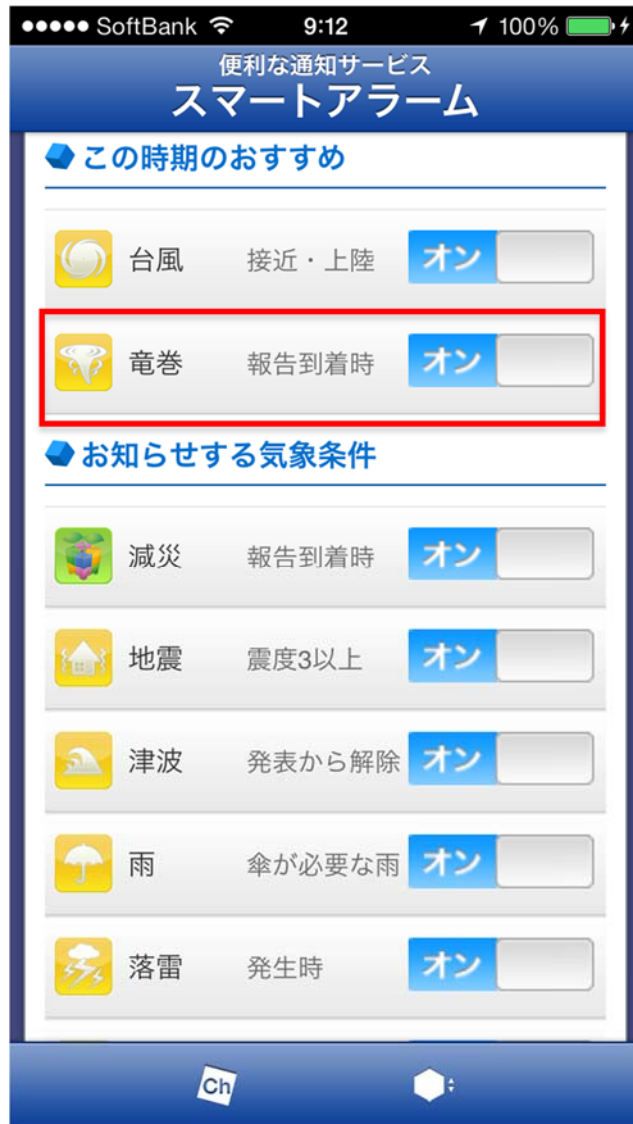 SoftBank 9:12 100%
便利な通知サービス
スマートアラーム
この時期のおすすめ
台風 接近・上陸 オン
竜巻 報告到着時 オン
お知らせする気象条件
減災 報告到着時 オン
地震 震度3以上 オン
津波 発表から解除 オン
雨 傘が必要な雨 オン
落雷 発生時 オン
Ch